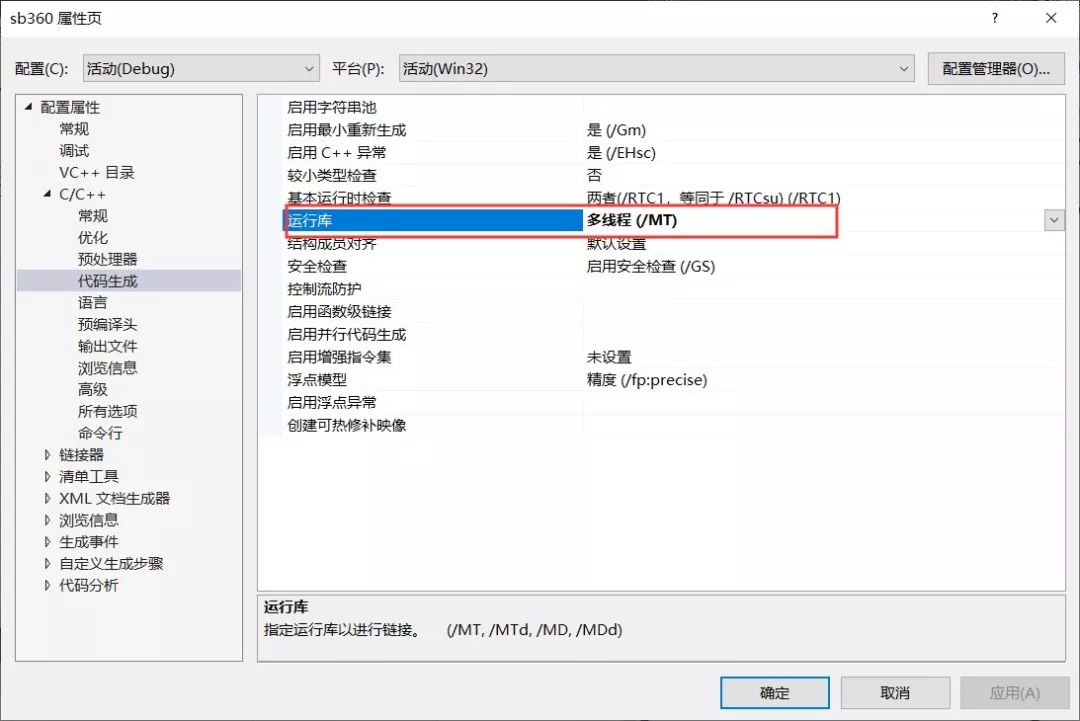 sb360 属性页
?
配置(C): 活动(Debug) 平台(P): 活动(Win32) 配置管理器(O)...
配置属性
常规
调试
VC++ 目录
C/C++
常规
优化
预处理器
代码生成
语言
预编译头
输出文件
浏览信息
高级
所有选项
命令行
链接器
清单工具
XML 文档生成器
浏览信息
生成事件
自定义生成步骤
代码分析
启用字符串池
启用最小重新生成 是 (/Gm)
启用 C++ 异常 是 (/EHsc)
较小类型检查 否
基本运行时检查 两者(/RTC1，等同于 /RTCsu) (/RTC1)
运行库 多线程 (/MT)
结构成员对齐 默认设置
安全检查 启用安全检查 (/GS)
控制流防护
启用函数级链接
启用并行代码生成
启用增强指令集 未设置
浮点模型 精度 (/fp:precise)
启用浮点异常
创建可热修补映像
运行库
指定运行库以进行链接。 (/MT, /MTd, /MD, /MDd)
确定 取消 应用(A)